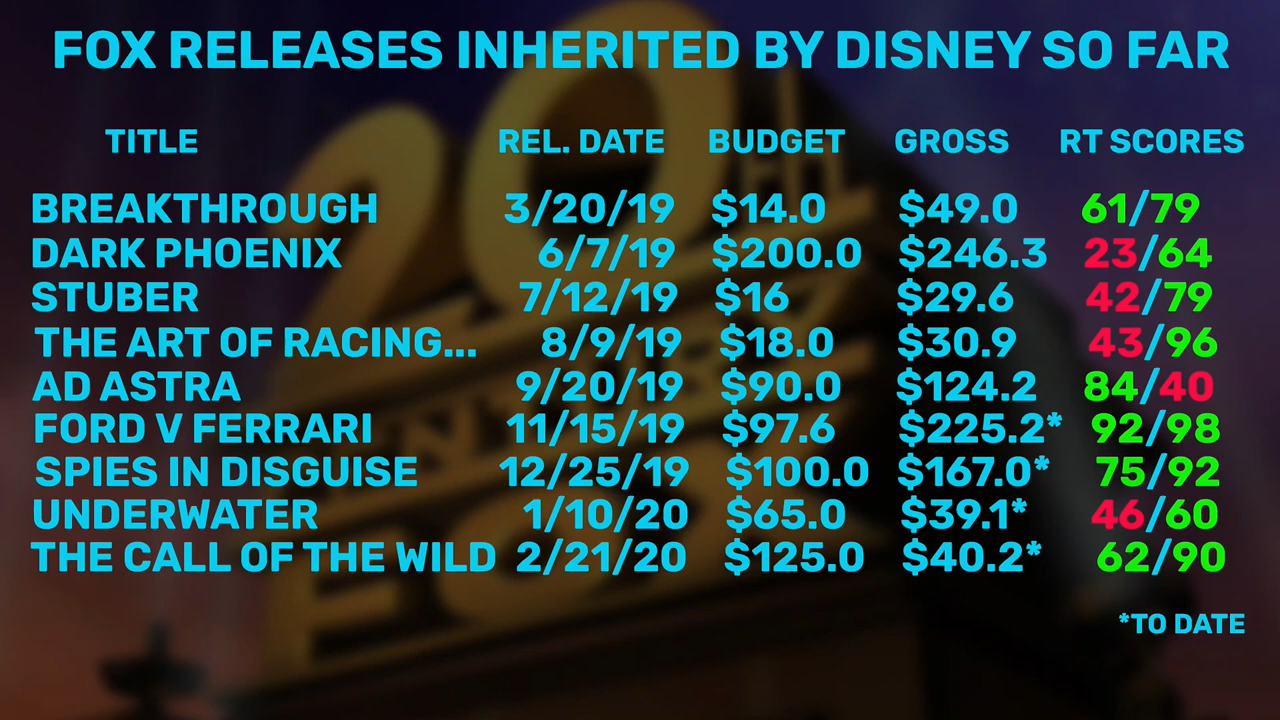 FOX RELEASES INHERITED BY DISNEY SO FAR
TITLE REL. DATE BUDGET GROSS RT SCORES
BREAKTHROUGH 3/20/19 $14.0 $49.0 61/79
DARK PHOENIX 6/7/19 $200.0 $246.3 23/64
STUBER 7/12/19 $16 $29.6 42/79
THE ART OF RACING... 8/9/19 $18.0 $30.9 43/96
AD ASTRA 9/20/19 $90.0 $124.2 84/40
FORD V FERRARI 11/15/19 $97.6 $225.2* 92/98
SPIES IN DISGUISE 12/25/19 $100.0 $167.0* 75/92
UNDERWATER 1/10/20 $65.0 $39.1* 46/60
THE CALL OF THE WILD 2/21/20 $125.0 $40.2* 62/90
*TO DATE